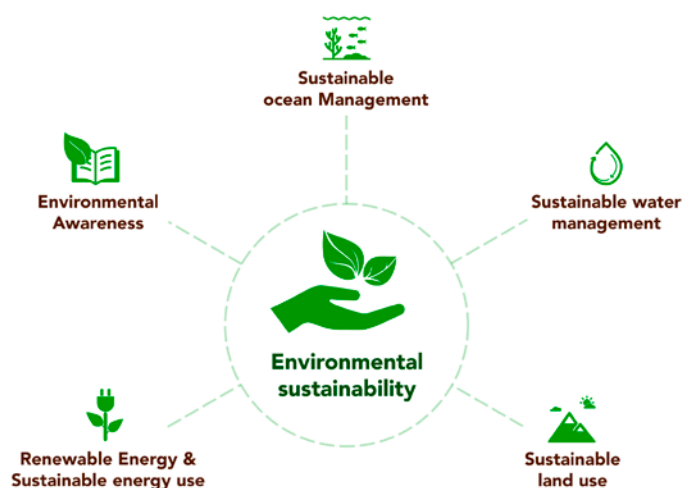 Sustainable
ocean Management
Environmental
Awareness
Sustainable water
management
Environmental
sustainability
Renewable Energy &
Sustainable energy use
Sustainable
land use